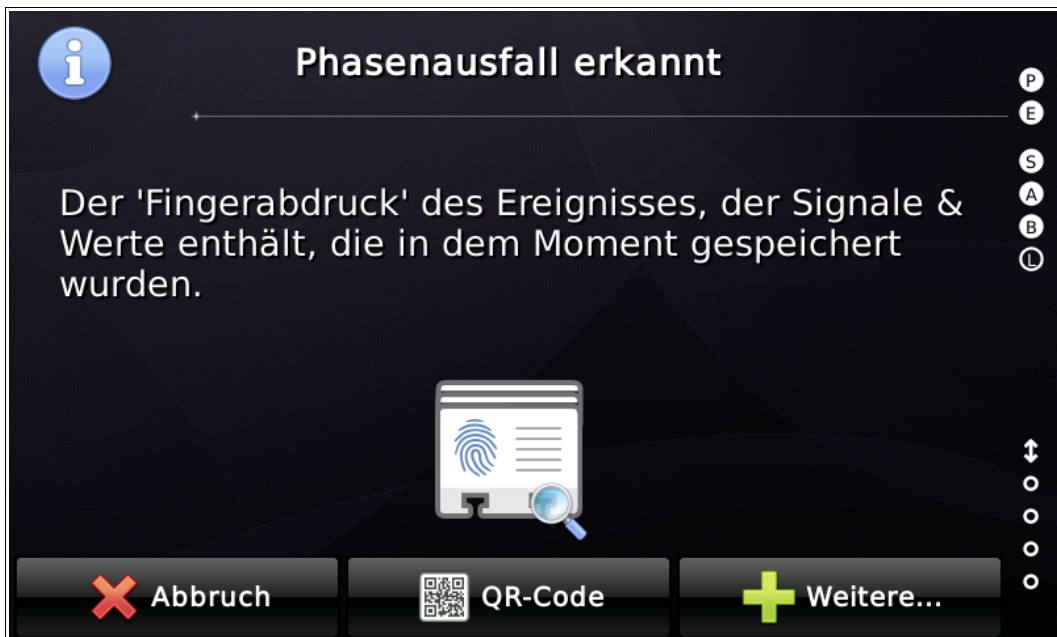 Phasenausfall erkannt
Der 'Fingerabdruck' des Ereignisses, der Signale &
Werte enthält, die in dem Moment gespeichert
wurden.
P
E
S
A
B
L
Abbruch
QR-Code
Weitere...